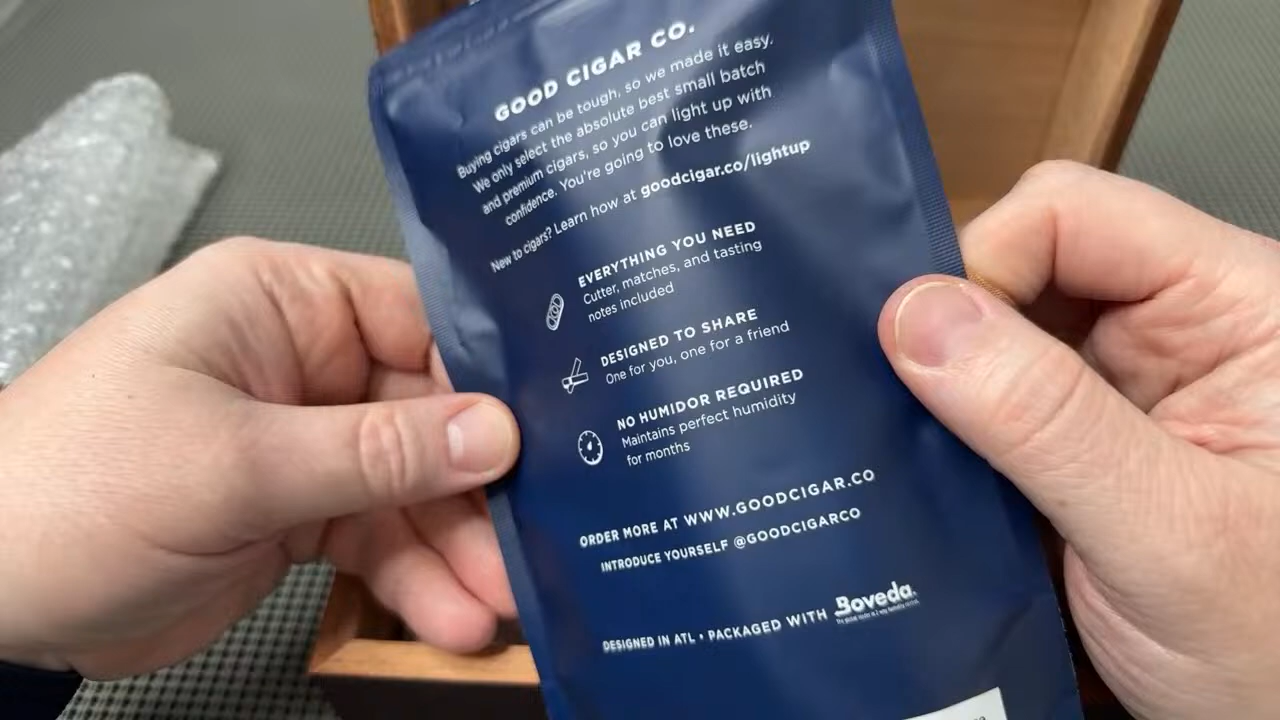 GOOD CIGAR CO.
Buying cigars can be tough, so we made it easy.
We only select the absolute best small batch
and premium cigars, so you can light up with
confidence. You're going to love these.
New to cigars? Learn how at goodcigar.co/lightup
EVERYTHING YOU NEED
Cutter, matches, and tasting
notes included
DESIGNED TO SHARE
One for you, one for a friend
NO HUMIDOR REQUIRED
Maintains perfect humidity
for months
ORDER MORE AT WWW.GOODCIGAR.CO
INTRODUCE YOURSELF @GOODCIGARCO
DESIGNED IN ATL • PACKAGED WITH Boveda.